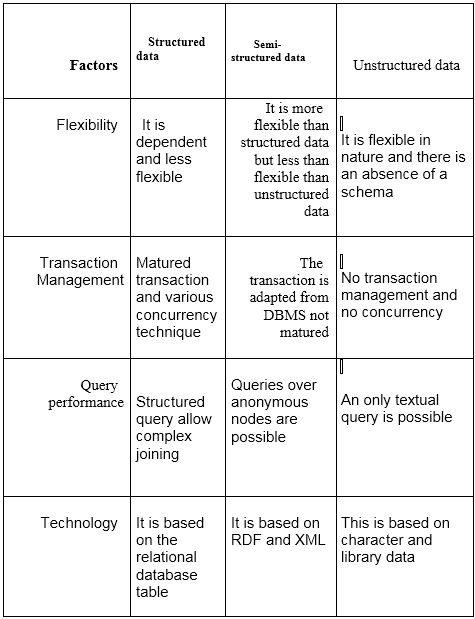 Factors
Structured
data
Semi-
structured data
Unstructured data
Flexibility
It is
dependent
and less
flexible
It is more
flexible than
structured data
but less than
flexible than
unstructured
data
It is flexible in
nature and there is
an absence of a
schema
Transaction
Management
Matured
transaction
and various
concurrency
technique
The
transaction is
adapted from
DBMS not
matured
No transaction
management and
no concurrency
Query
performance
Structured
query allow
complex
joining
Queries over
anonymous
nodes are
possible
An only textual
query is possible
Technology
It is based on
the
relational
database
table
It is based on
RDF and XML
This is based on
character and
library data